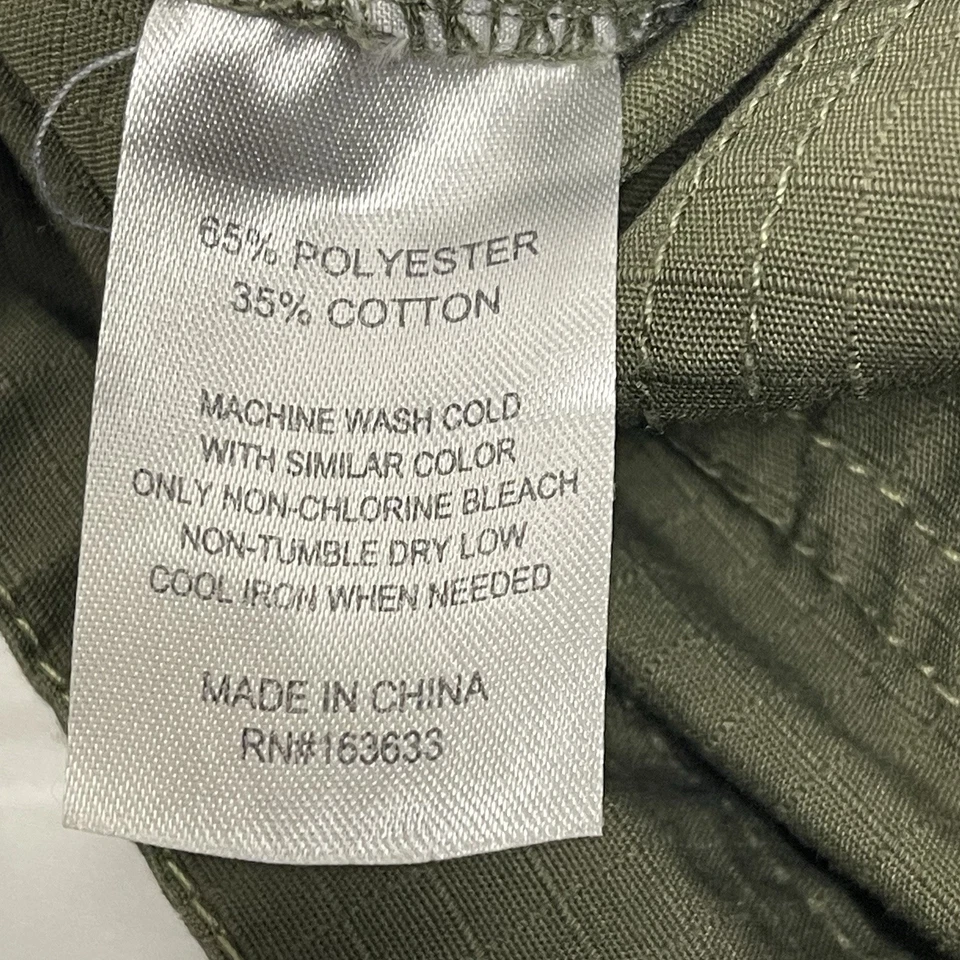 65% POLYESTER
35% COTTON
MACHINE WASH COLD
WITH SIMILAR COLOR
ONLY NON-CHLORINE BLEACH
NON-TUMBLE DRY LOW
COOL IRON WHEN NEEDED
MADE IN CHINA
RN#163633